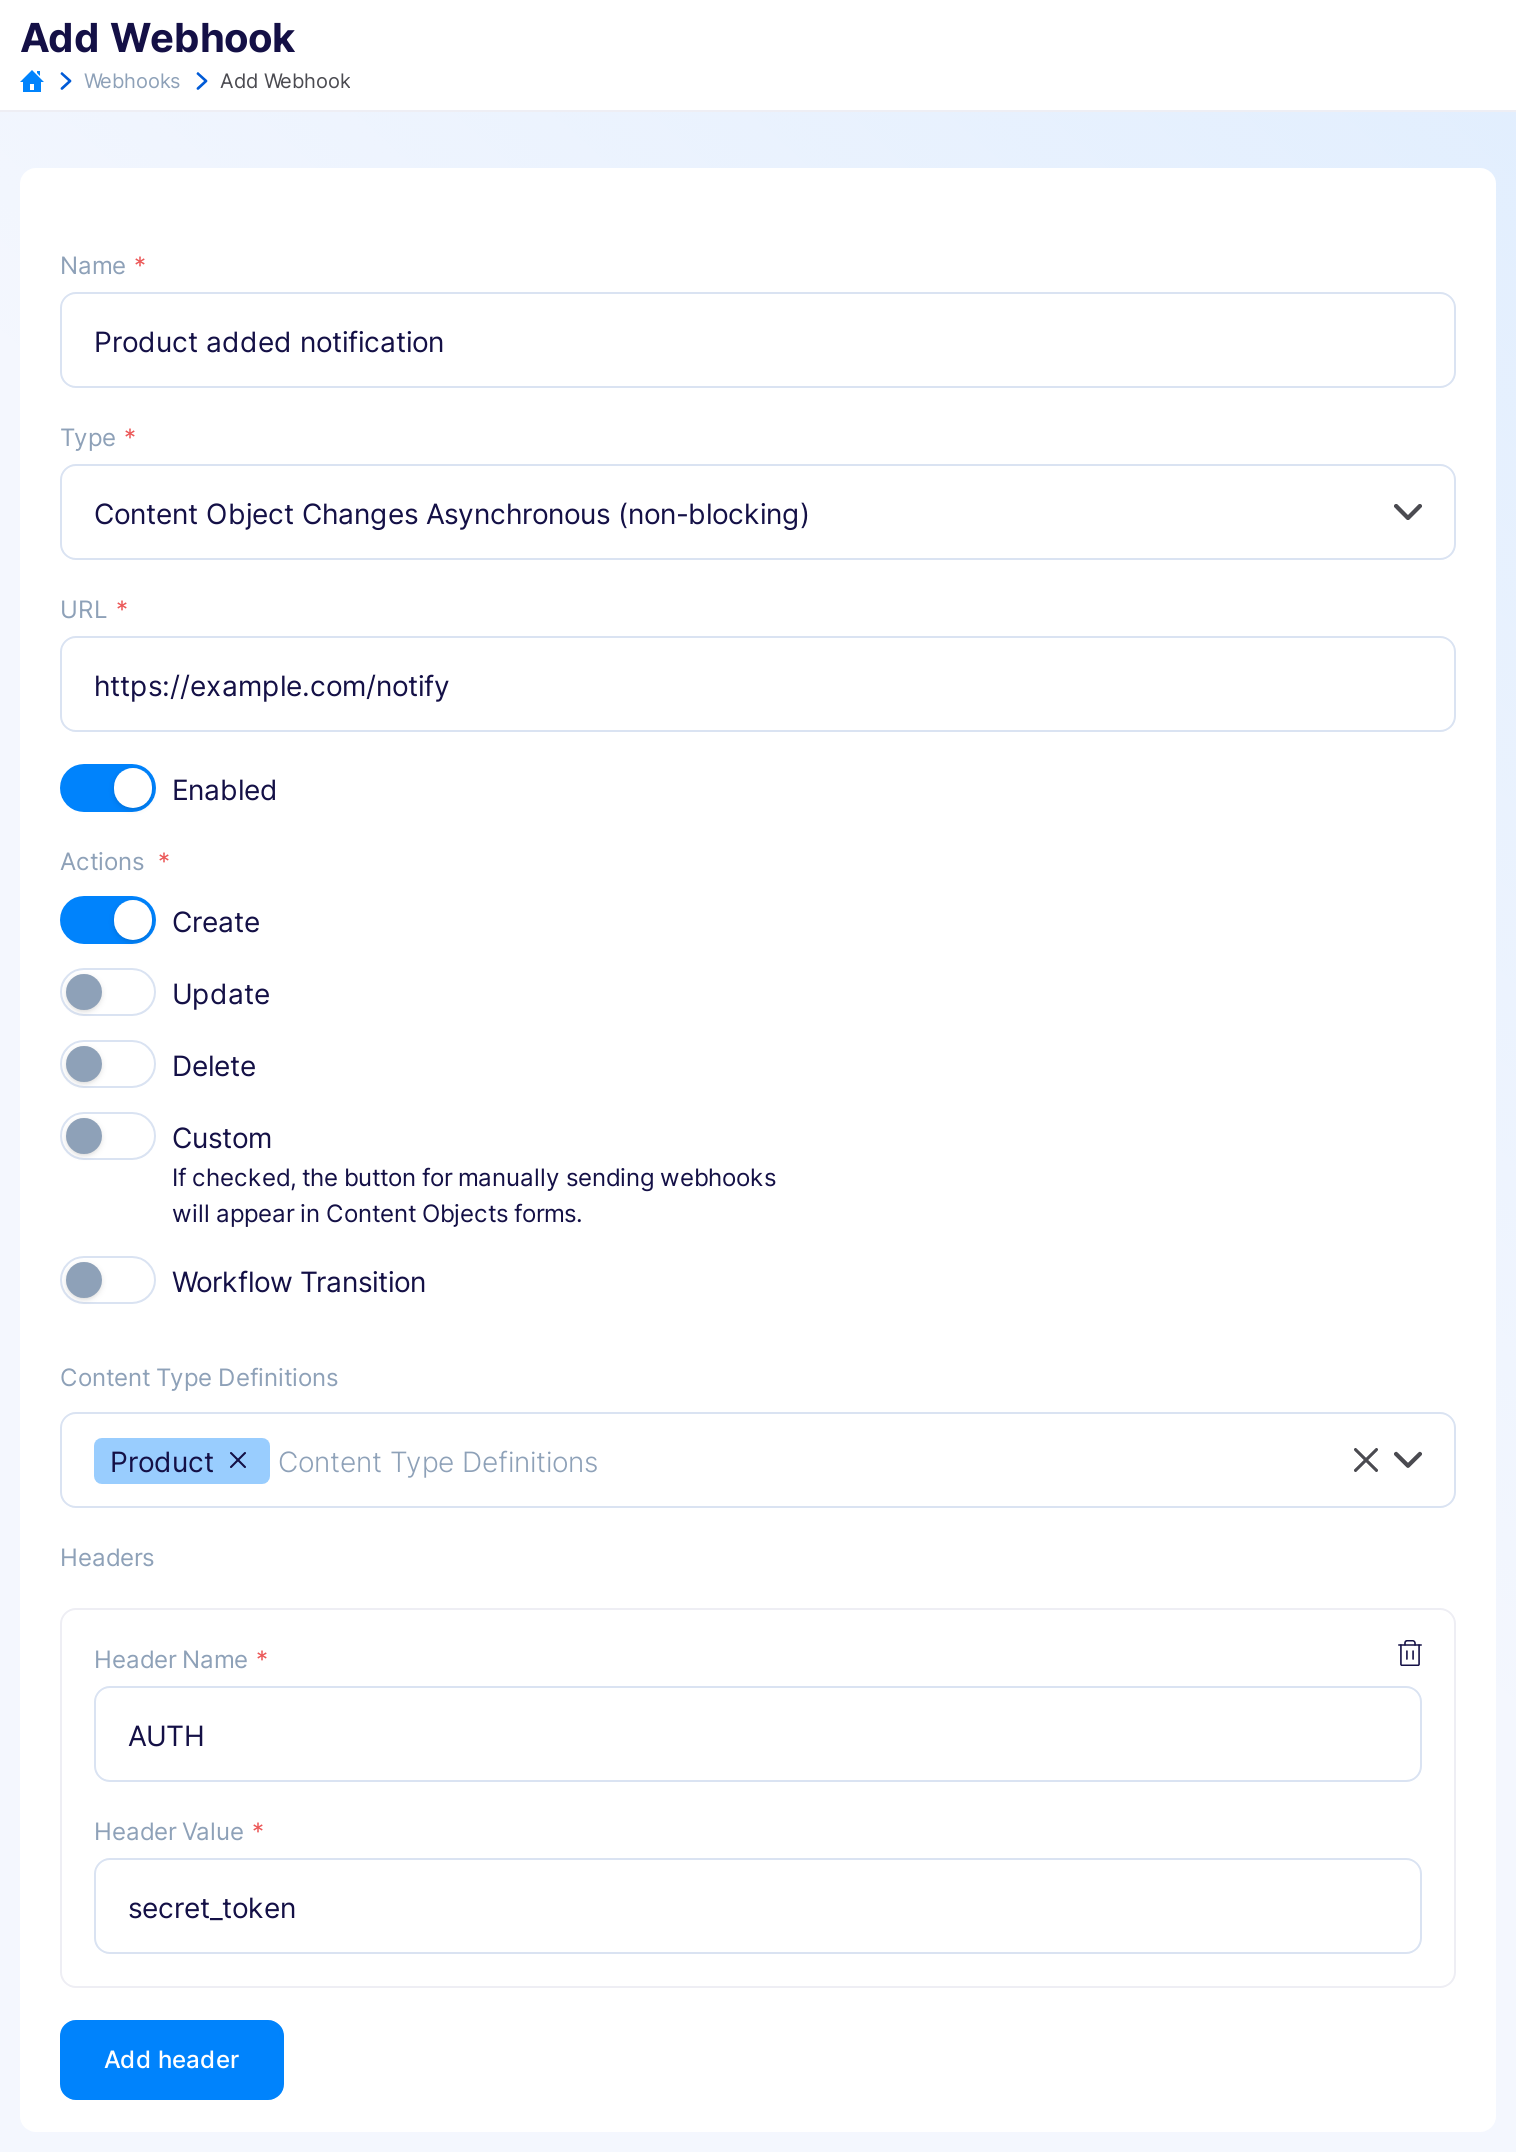 Add Webhook
Webhooks Add Webhook
Name *
Product added notification
Type *
Content Object Changes Asynchronous (non-blocking)
URL *
https://example.com/notify
Enabled
Actions *
Create
Update
Delete
Custom
If checked, the button for manually sending webhooks
will appear in Content Objects forms.
Workflow Transition
Content Type Definitions
Product Content Type Definitions
Headers
Header Name *
AUTH
Header Value *
secret_token
Add header